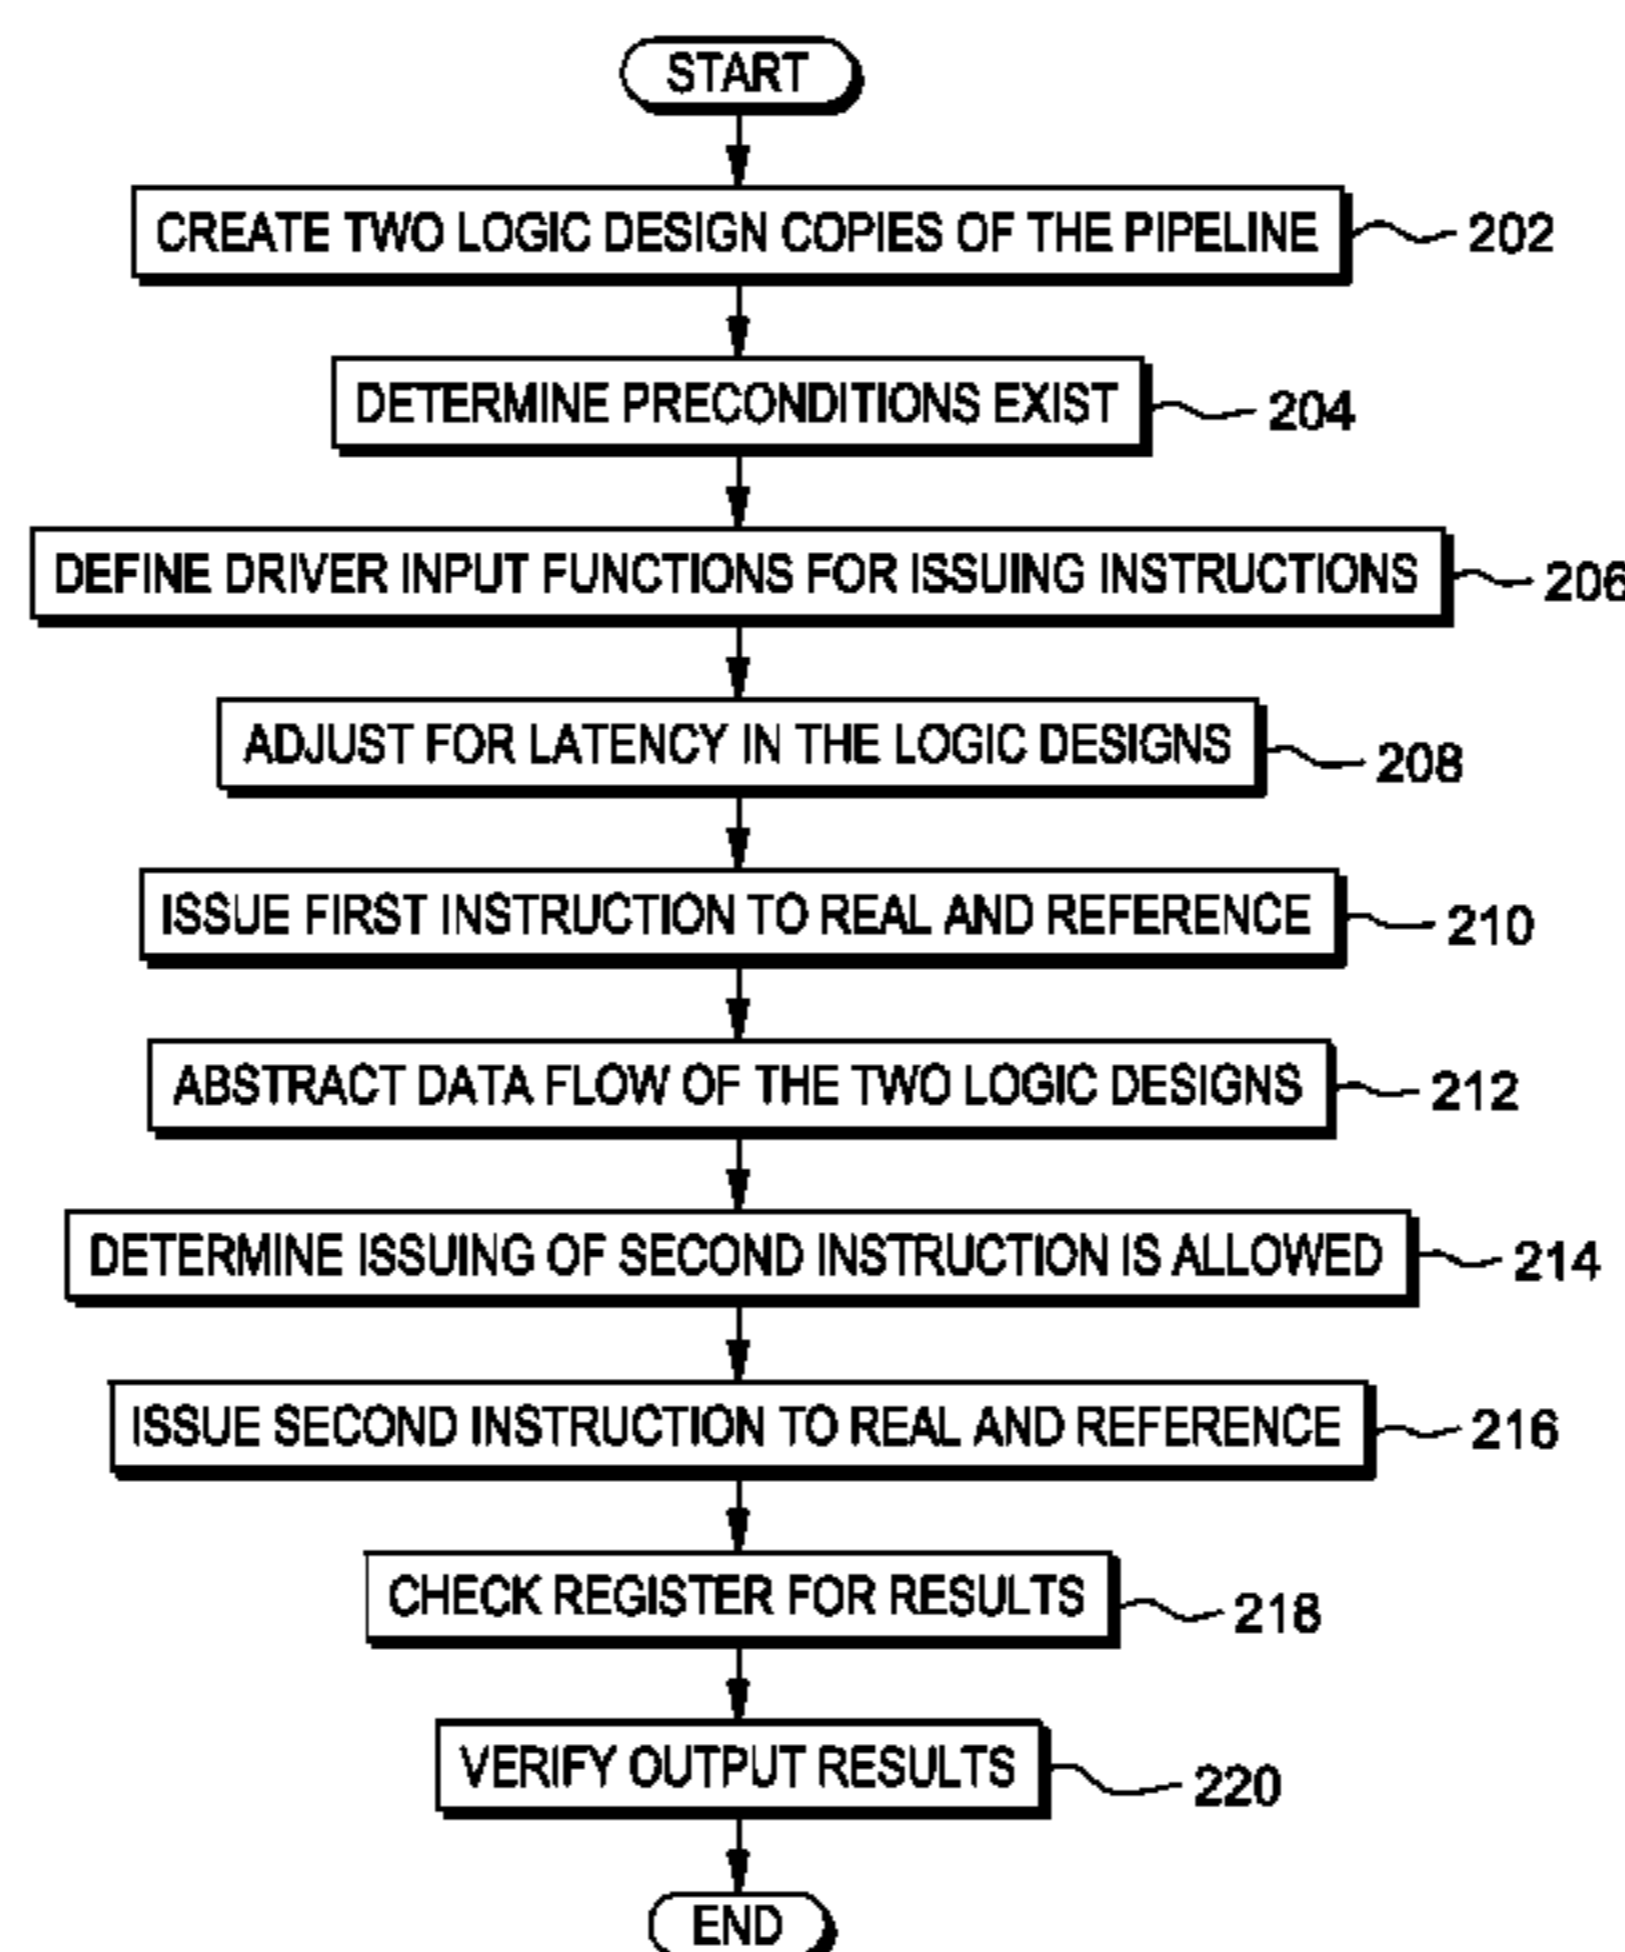 START
CREATE TWO LOGIC DESIGN COPIES OF THE PIPELINE
202
DETERMINE PRECONDITIONS EXIST
204
DEFINE DRIVER INPUT FUNCTIONS FOR ISSUING INSTRUCTIONS
206
ADJUST FOR LATENCY IN THE LOGIC DESIGNS
208
ISSUE FIRST INSTRUCTION TO REAL AND REFERENCE
210
ABSTRACT DATA FLOW OF THE TWO LOGIC DESIGNS
212
DETERMINE ISSUING OF SECOND INSTRUCTION IS ALLOWED
214
ISSUE SECOND INSTRUCTION TO REAL AND REFERENCE
216
CHECK REGISTER FOR RESULTS
218
VERIFY OUTPUT RESULTS
220
END